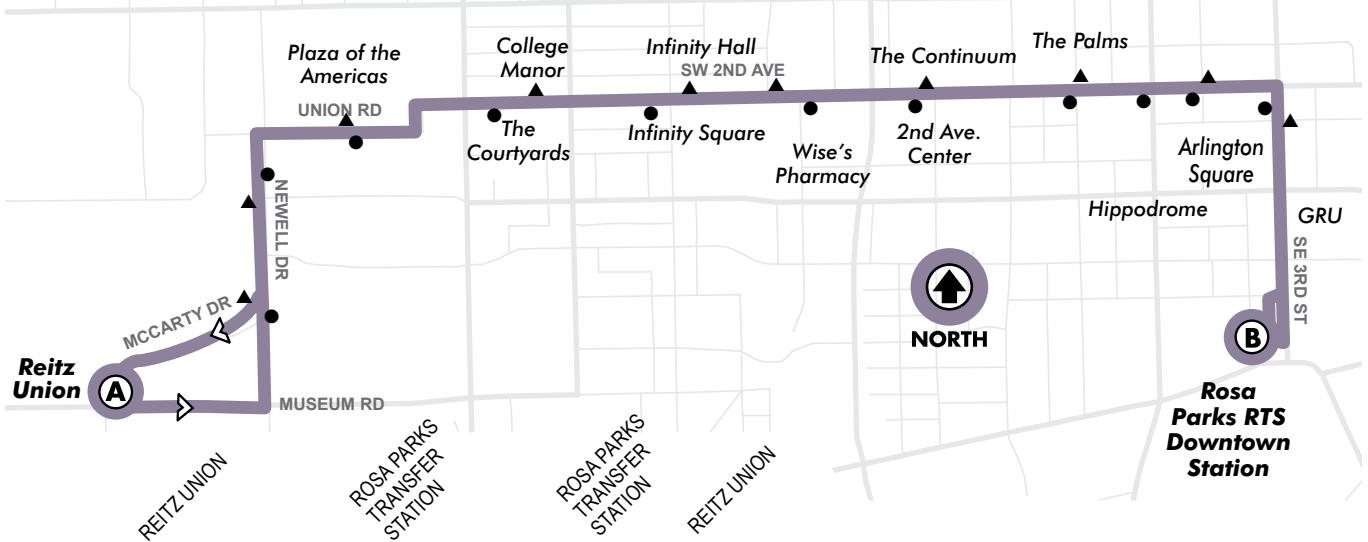 Plaza of the
Americas
College
Manor
Infinity Hall
SW 2ND AVE
The Continuum
The Palms
UNION RD
The
Courtyards
Infinity Square
Wise's
Pharmacy
2nd Ave.
Center
Arlington
Square
Hippodrome
GRU
NEWELL DR
SE 3RD ST
MCCARTY DR
NORTH
B
Reitz
Union
A
MUSEUM RD
Rosa
Parks RTS
Downtown
Station
REITZ UNION
ROSA PARKS
TRANSFER
STATION
ROSA PARKS
TRANSFER
STATION
REITZ UNION